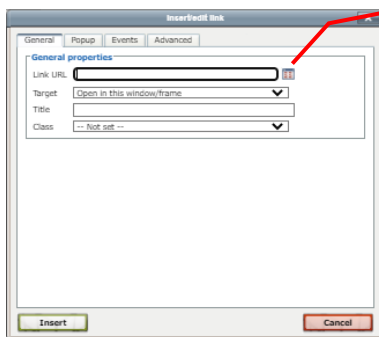 Insert/edit link
General Popup Events Advanced
General properties
Link URL
Target Open in this window/frame
Title
Class -- Not set --
Insert Cancel